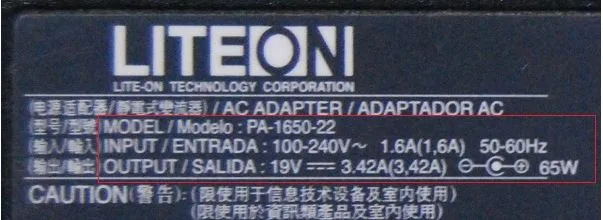 LITEON
LITE-ON TECHNOLOGY CORPORATION
(电源适配器/靜電式變流器)/AC ADAPTER / ADAPTADOR AC
(型号/型號)MODEL / Modelo : PA-1650-22
(输入/輸入)INPUT / ENTRADA : 100-240V~ 1.6A(1,6A) 50-60Hz
(输出/輸出)OUTPUT / SALIDA : 19V⎓ 3.42A(3,42A) 65W
CAUTION(警告):(限使用于信息技术设备及室内使用)
(限使用於資訊類產品及室內使用)